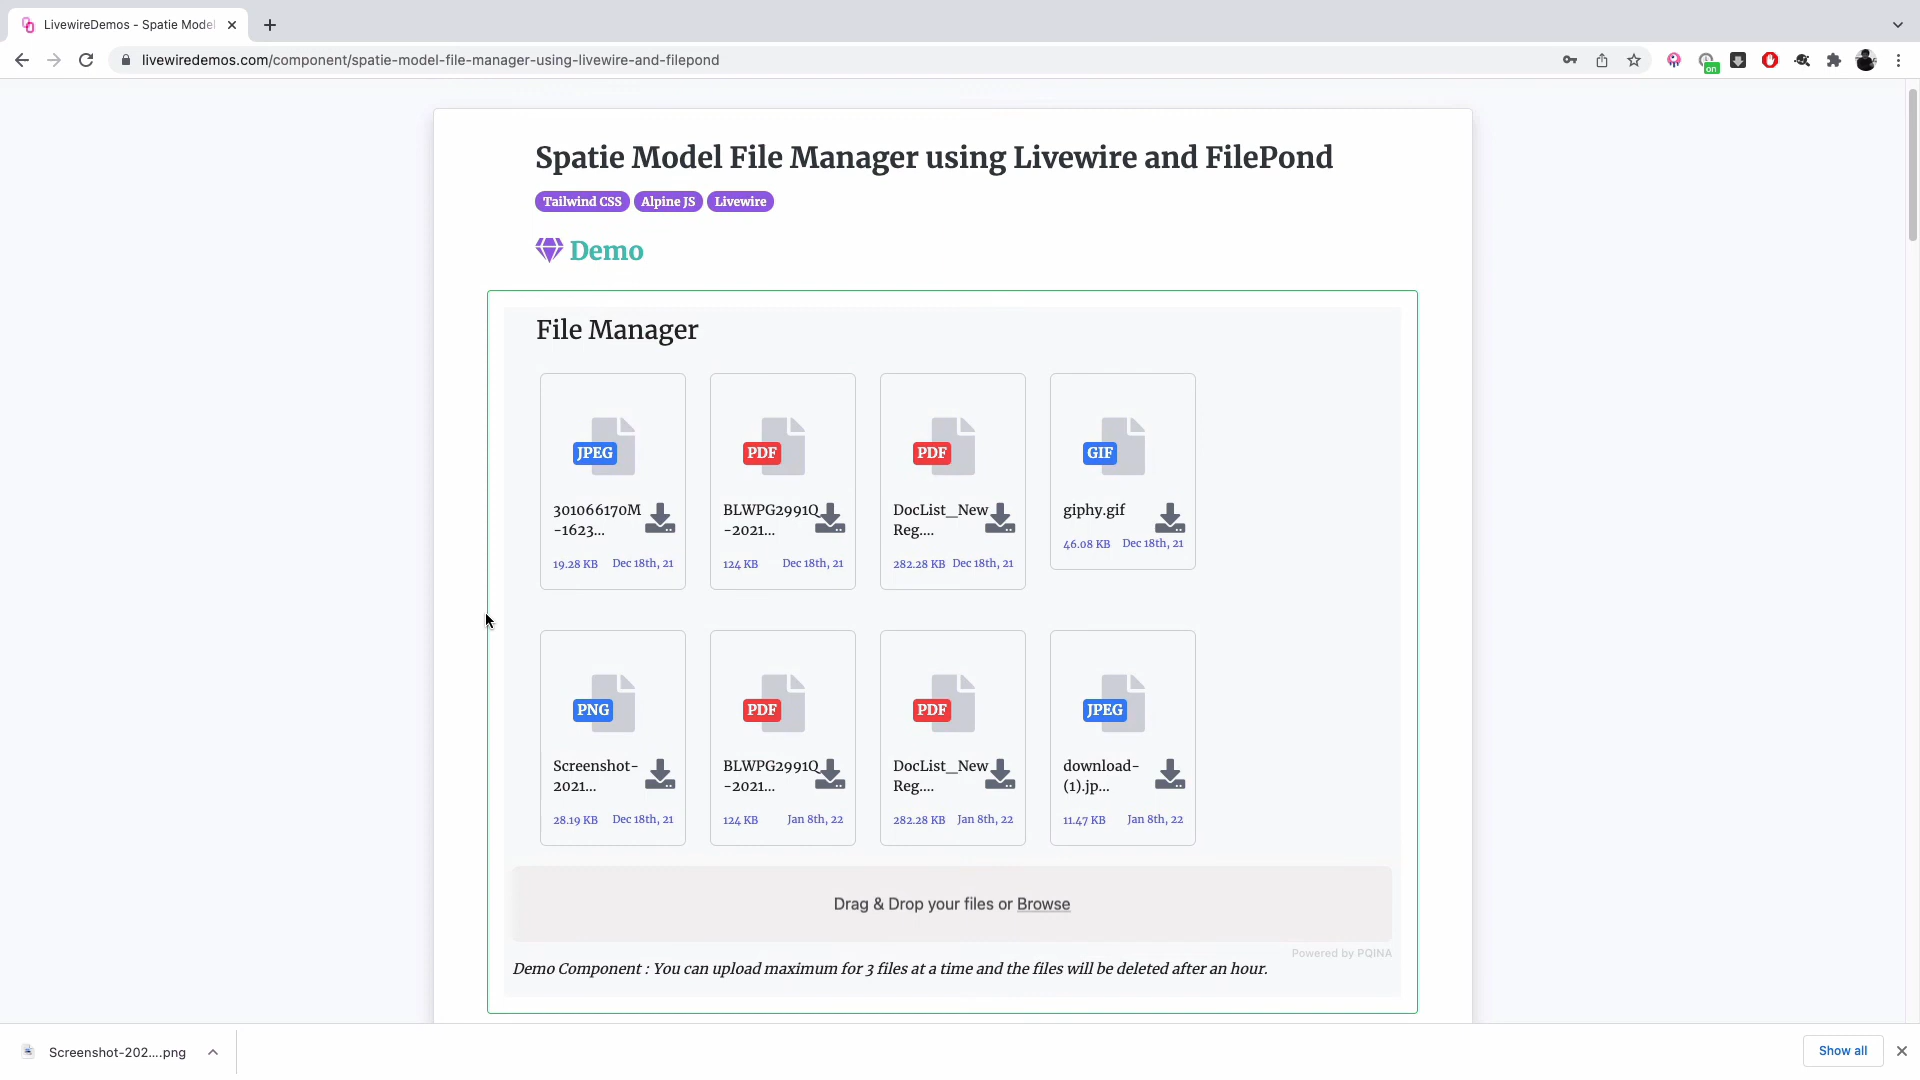 LivewireDemos - Spatie Model
livewiredemos.com/component/spatie-model-file-manager-using-livewire-and-filepond
on
Spatie Model File Manager using Livewire and FilePond
Tailwind CSS Alpine JS Livewire
Demo
File Manager
JPEG
301066170M
-1623...
19.28 KB Dec 18th, 21
PDF
BLWPG2991Q
-2021...
124 KB Dec 18th, 21
PDF
DocList_New
Reg....
282.28 KB Dec 18th, 21
GIF
giphy.gif
46.08 KB Dec 18th, 21
PNG
Screenshot-
2021...
28.19 KB Dec 18th, 21
PDF
BLWPG2991Q
-2021...
124 KB Jan 8th, 22
PDF
DocList_New
Reg....
282.28 KB Jan 8th, 22
JPEG
download-
(1).jp...
11.47 KB Jan 8th, 22
Drag & Drop your files or Browse
Powered by PQINA
Demo Component : You can upload maximum for 3 files at a time and the files will be deleted after an hour.
Screenshot-202....png
Show all